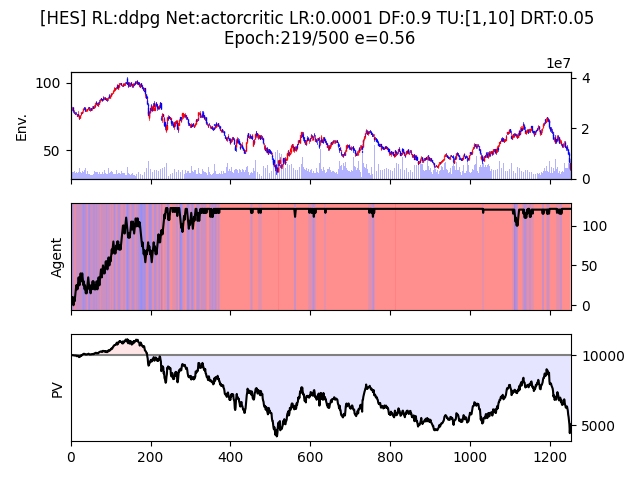 [HES] RL:ddpg Net:actorcritic LR:0.0001 DF:0.9 TU:[1,10] DRT:0.05
Epoch:219/500 e=0.56
1e7
100
50
Env.
4
2
0
Agent
100
50
0
PV
10000
5000
0 200 400 600 800 1000 1200